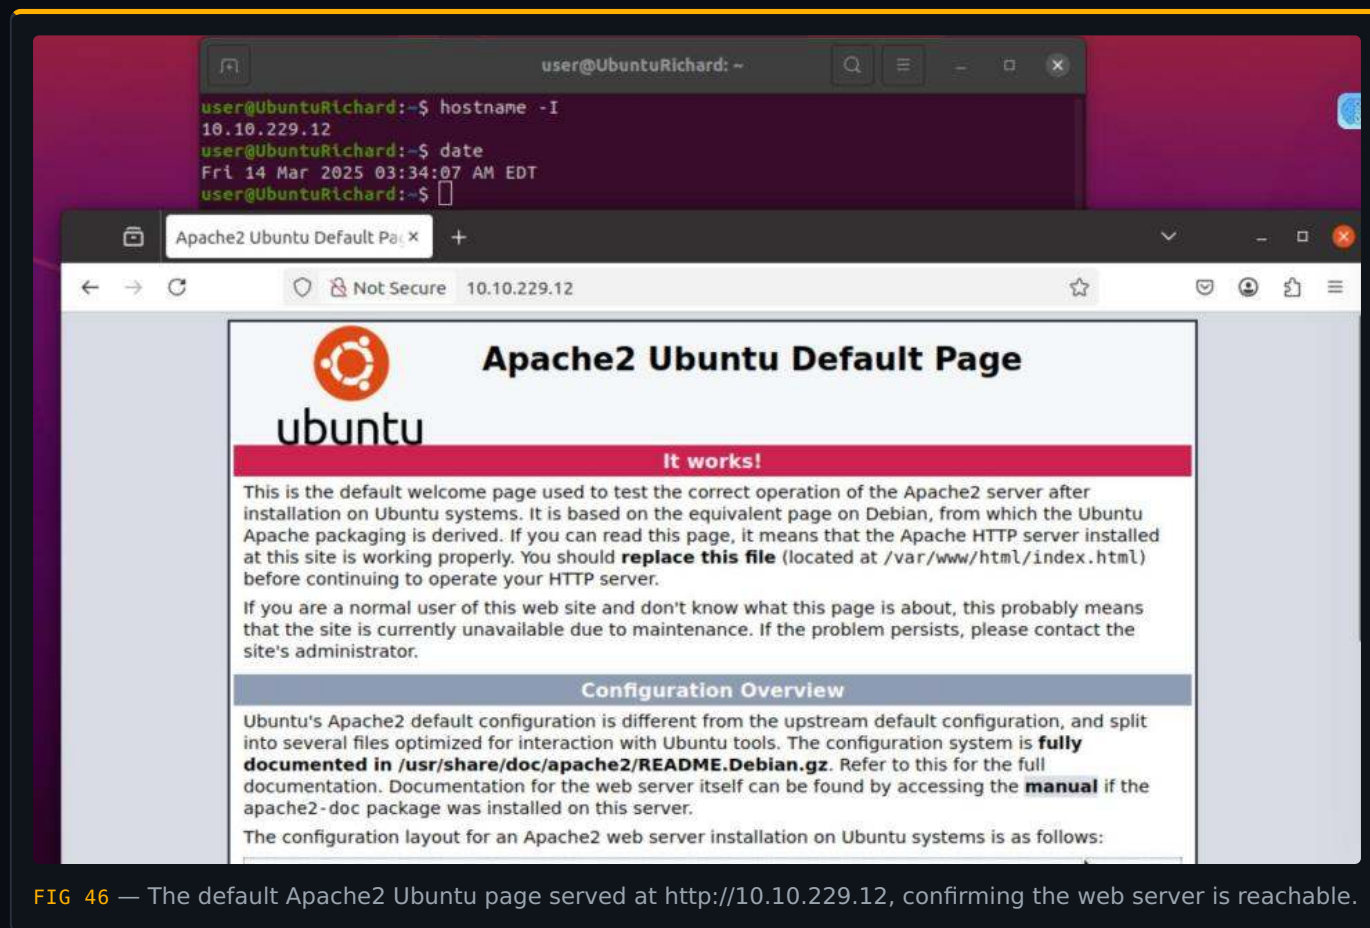 user@UbuntuRichard: ~
user@UbuntuRichard:~$ hostname -I
10.10.229.12
user@UbuntuRichard:~$ date
Fri 14 Mar 2025 03:34:07 AM EDT
user@UbuntuRichard:~$
Apache2 Ubuntu Default Pa
Not Secure 10.10.229.12
Apache2 Ubuntu Default Page
ubuntu
It works!
This is the default welcome page used to test the correct operation of the Apache2 server after
installation on Ubuntu systems. It is based on the equivalent page on Debian, from which the Ubuntu
Apache packaging is derived. If you can read this page, it means that the Apache HTTP server installed
at this site is working properly. You should replace this file (located at /var/www/html/index.html)
before continuing to operate your HTTP server.
If you are a normal user of this web site and don't know what this page is about, this probably means
that the site is currently unavailable due to maintenance. If the problem persists, please contact the
site's administrator.
Configuration Overview
Ubuntu's Apache2 default configuration is different from the upstream default configuration, and split
into several files optimized for interaction with Ubuntu tools. The configuration system is fully
documented in /usr/share/doc/apache2/README.Debian.gz. Refer to this for the full
documentation. Documentation for the web server itself can be found by accessing the manual if the
apache2-doc package was installed on this server.
The configuration layout for an Apache2 web server installation on Ubuntu systems is as follows:
FIG 46 — The default Apache2 Ubuntu page served at http://10.10.229.12, confirming the web server is reachable.